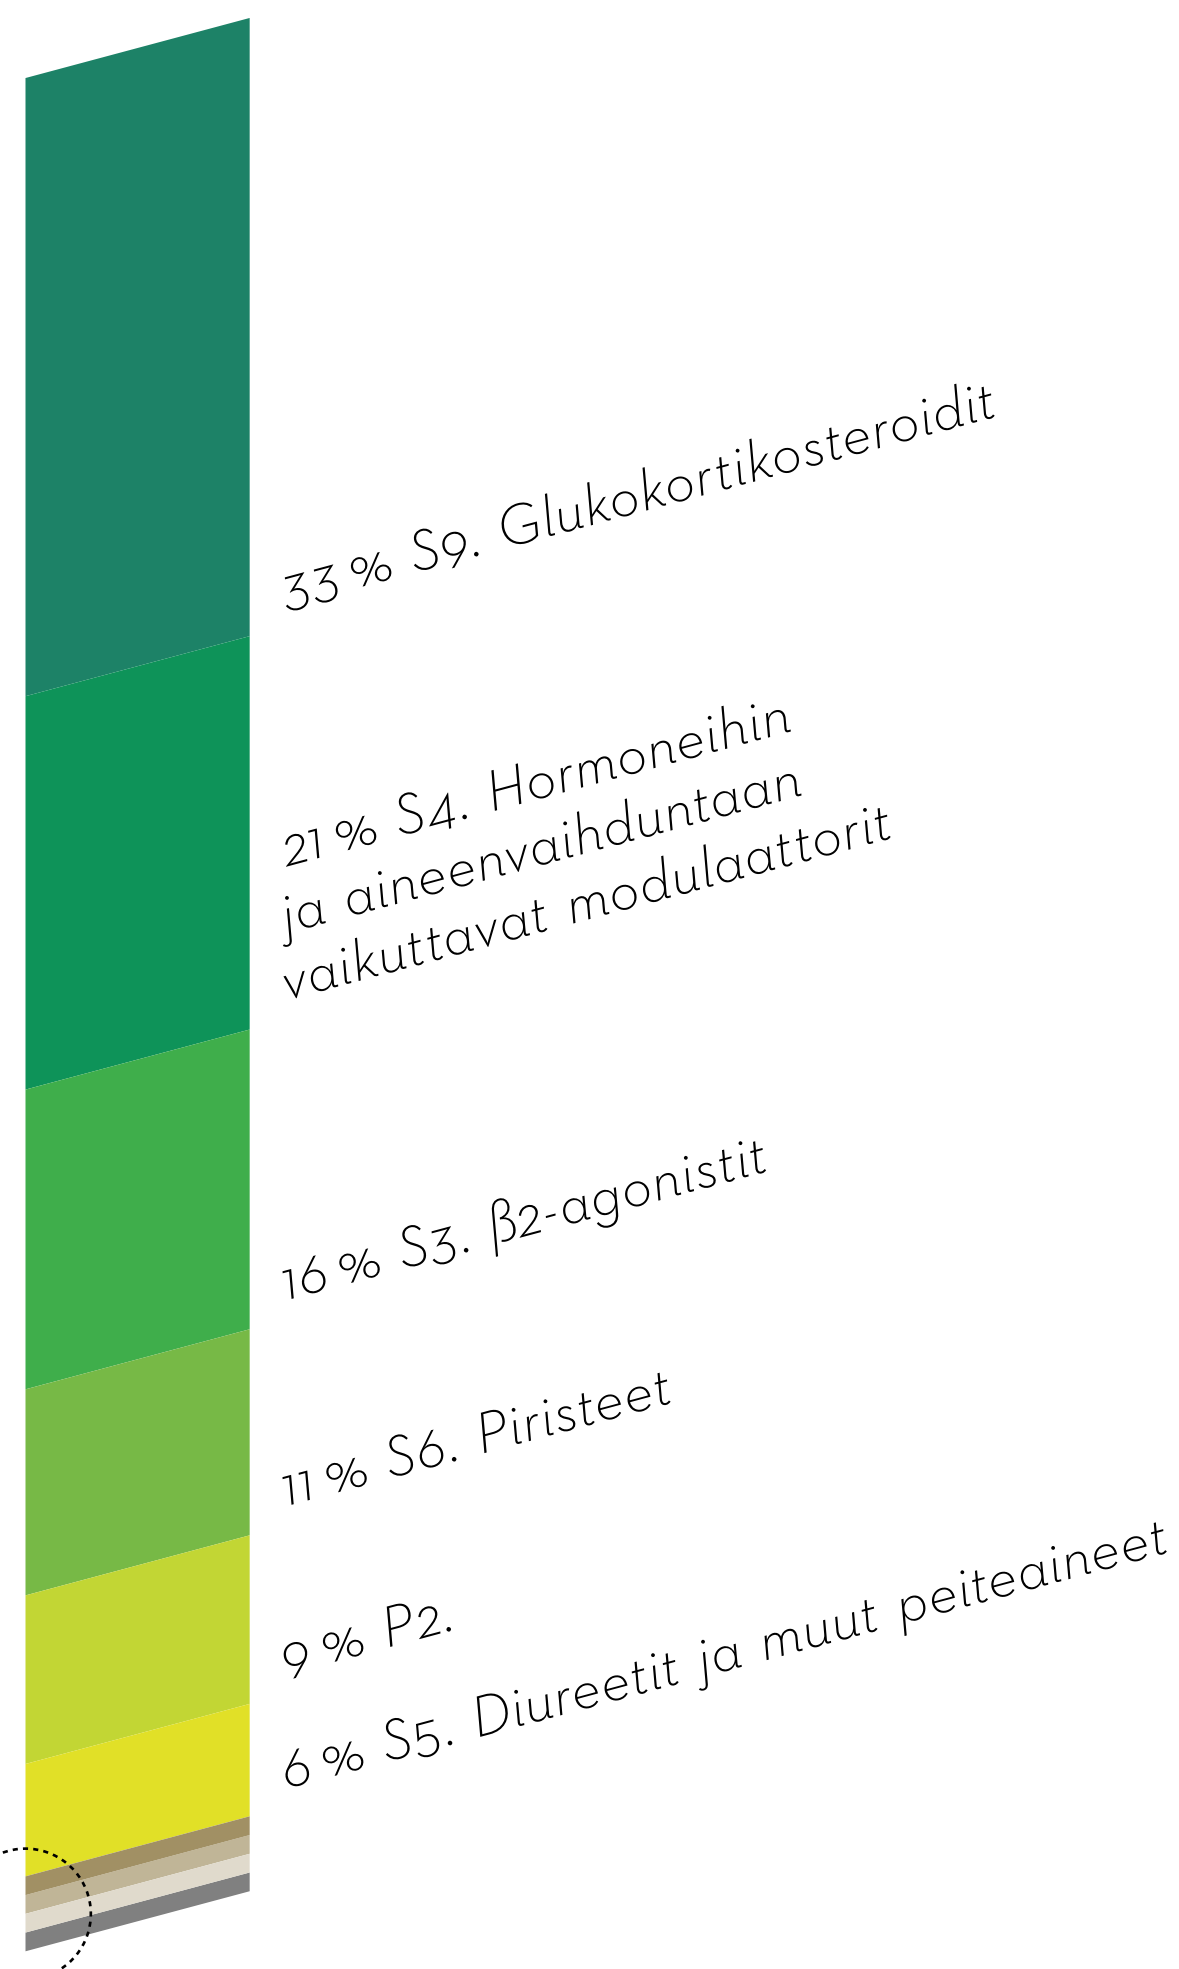 33 % S9. Glukokortikosteroidit
21 % S4. Hormoneihin
ja aineenvaihduntaan
vaikuttavat modulaattorit
16 % S3. β2-agonistit
11 % S6. Piristeet
9 % P2.
6 % S5. Diureetit ja muut peiteaineet